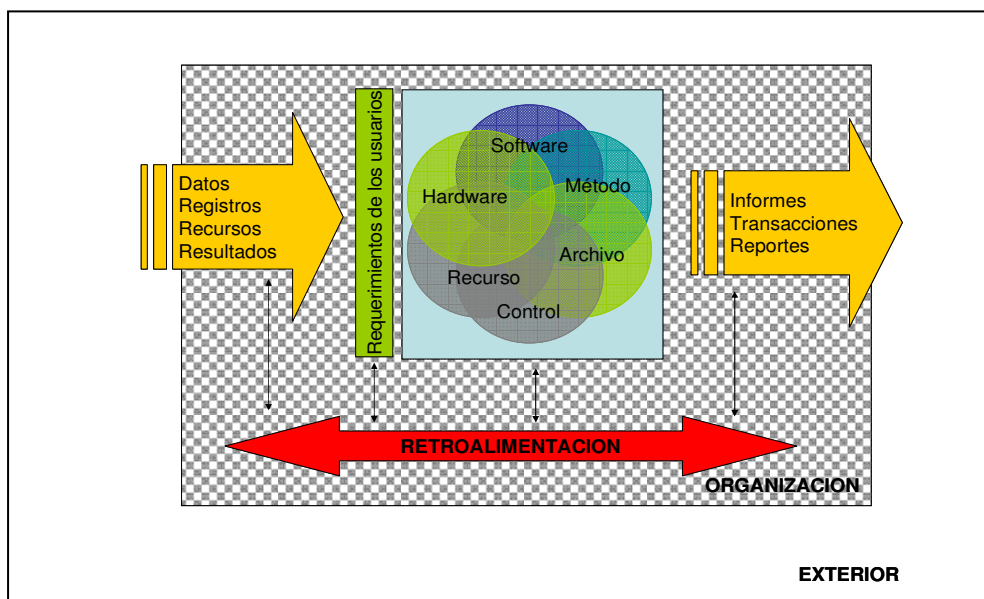 Datos
Registros
Recursos
Resultados
Requerimientos de los usuarios
Software
Hardware
Método
Archivo
Recurso
Control
Informes
Transacciones
Reportes
RETROALIMENTACION
ORGANIZACION
EXTERIOR